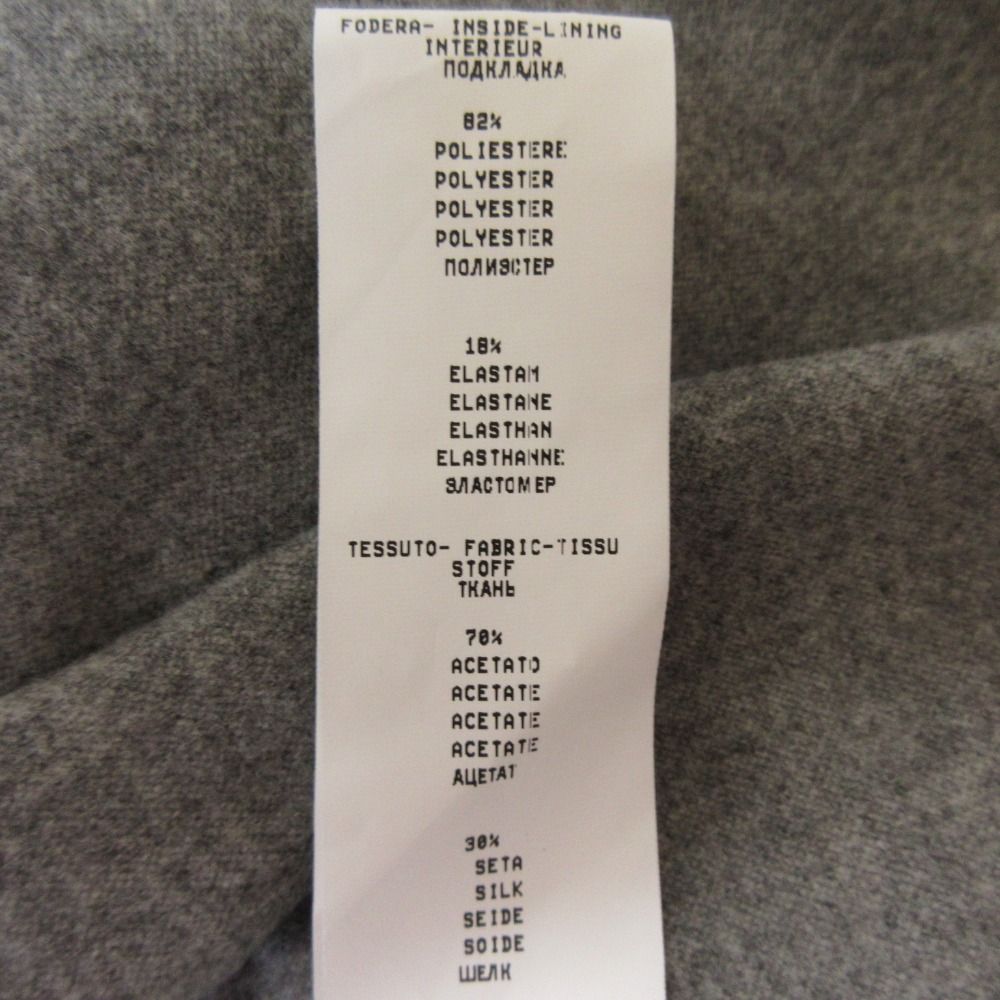 FODERA- INSIDE-LINING
INTERIEUR
ПОДКЛАДКА
82%
POLIESTERE
POLYESTER
POLYESTER
POLYESTER
ПОЛИЭСТЕР
18%
ELASTAM
ELASTANE
ELASTHAN
ELASTHANNE
ЭЛАСТОМЕР
TESSUTO- FABRIC-TISSU
STOFF
ТКАНЬ
70%
ACETATO
ACETATE
ACETATE
ACETATE
АЦЕТАТ
30%
SETA
SILK
SEIDE
SOIDE
ШЕЛК